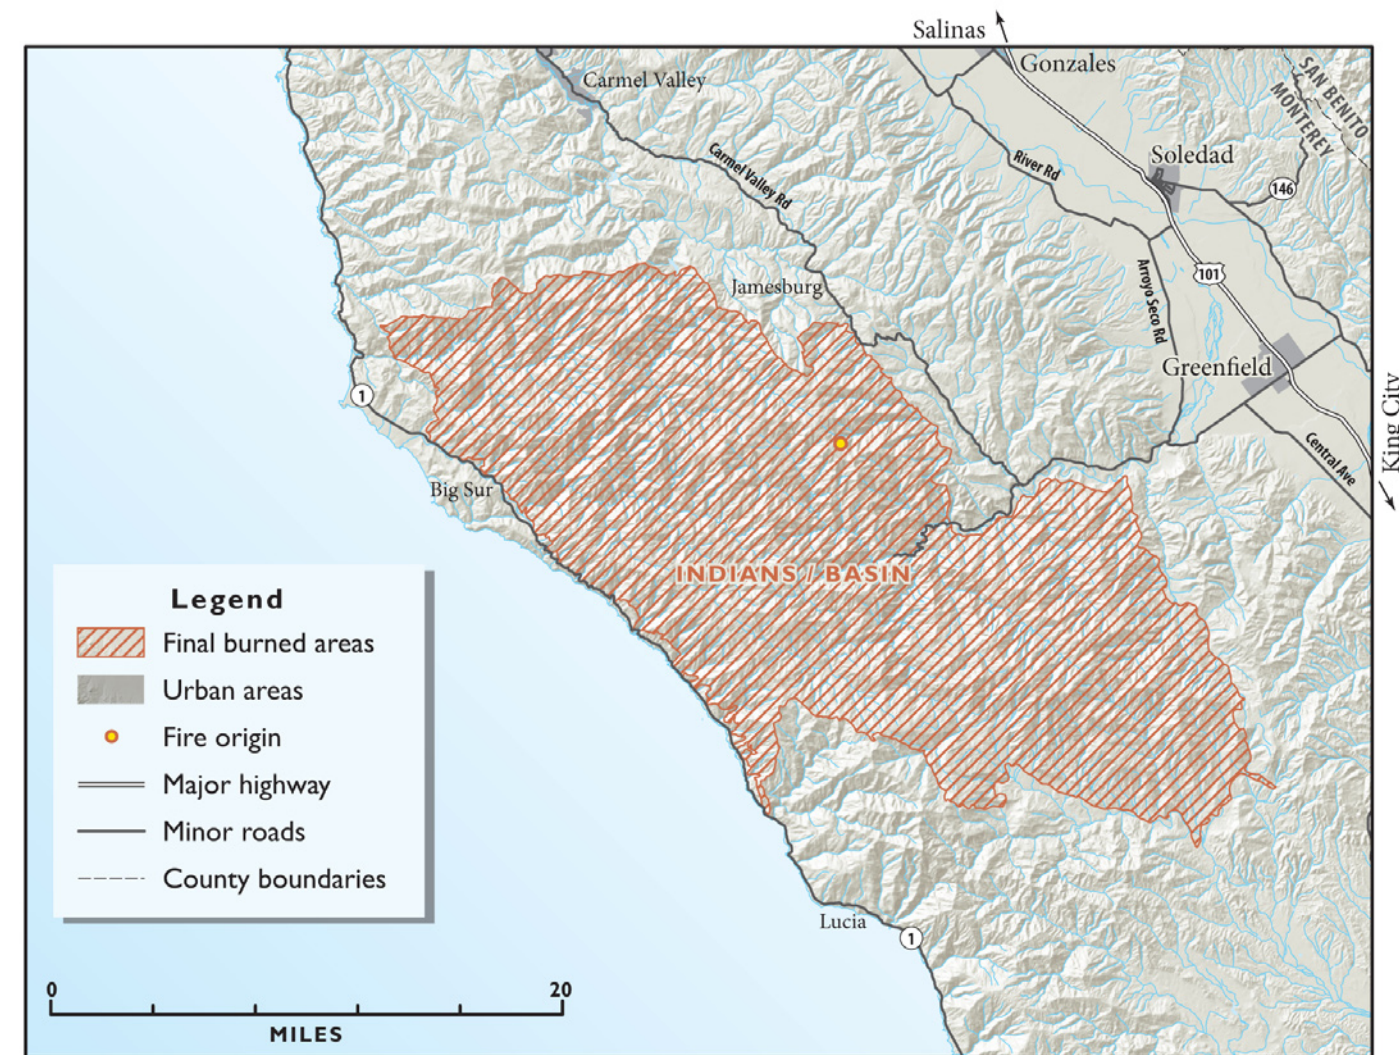 Salinas
Gonzales
Carmel Valley
SAN BENITO
MONTEREY
Soledad
Carmel Valley Rd
River Rd
146
101
Jamesburg
Arroyo Seco Rd
Greenfield
King City
1
Central Ave
Big Sur
INDIANS / BASIN
Legend
Final burned areas
Urban areas
Fire origin
Major highway
Minor roads
County boundaries
Lucia
1
0 20
MILES